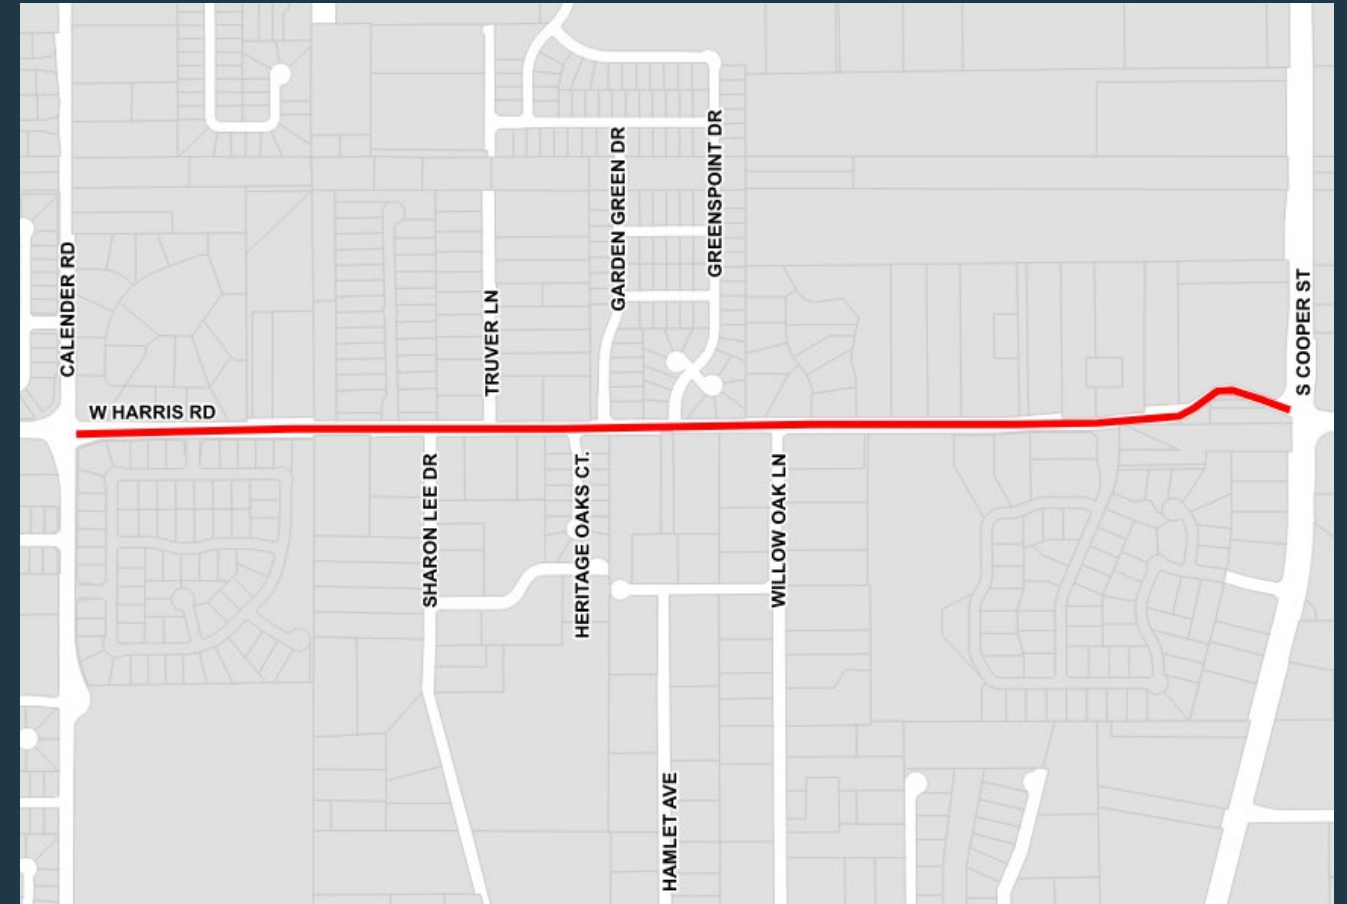 GARDEN GREEN DR
GREENSPOINT DR
CALENDER RD
TRUVER LN
S COOPER ST
W HARRIS RD
SHARON LEE DR
HERITAGE OAKS CT.
WILLOW OAK LN
HAMLET AVE